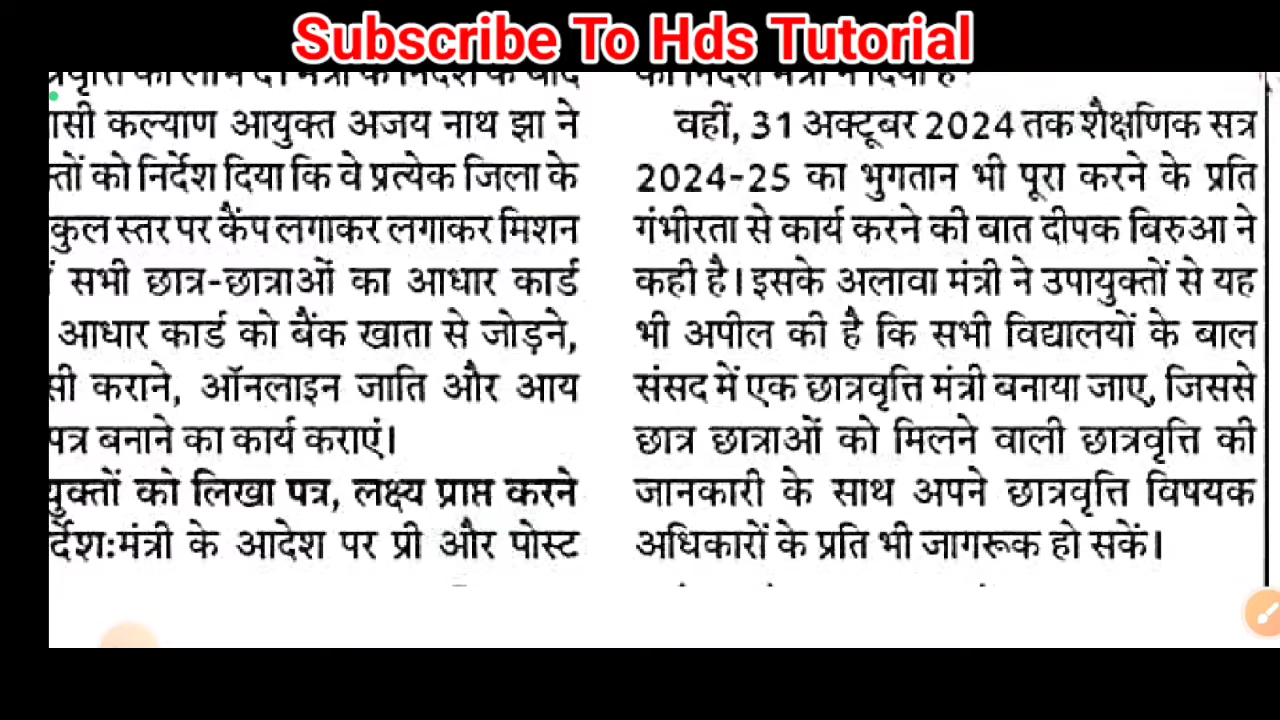 Subscribe To Hds Tutorial
कल्याण आयुक्त अजय नाथ झा ने
को निर्देश दिया कि वे प्रत्येक जिला के
स्तर पर कैंप लगाकर लगाकर मिशन
सभी छात्र-छात्राओं का आधार कार्ड
आधार कार्ड को बैंक खाता से जोड़ने,
कराने, ऑनलाइन जाति और आय
पत्र बनाने का कार्य कराएं।
को लिखा पत्र, लक्ष्य प्राप्त करने
मंत्री के आदेश पर प्री और पोस्ट
वहीं, 31 अक्टूबर 2024 तक शैक्षणिक सत्र
2024-25 का भुगतान भी पूरा करने के प्रति
गंभीरता से कार्य करने की बात दीपक बिरुआ ने
कही है। इसके अलावा मंत्री ने उपायुक्तों से यह
भी अपील की है कि सभी विद्यालयों के बाल
संसद में एक छात्रवृत्ति मंत्री बनाया जाए, जिससे
छात्र छात्राओं को मिलने वाली छात्रवृत्ति की
जानकारी के साथ अपने छात्रवृत्ति विषयक
अधिकारों के प्रति भी जागरूक हो सकें।